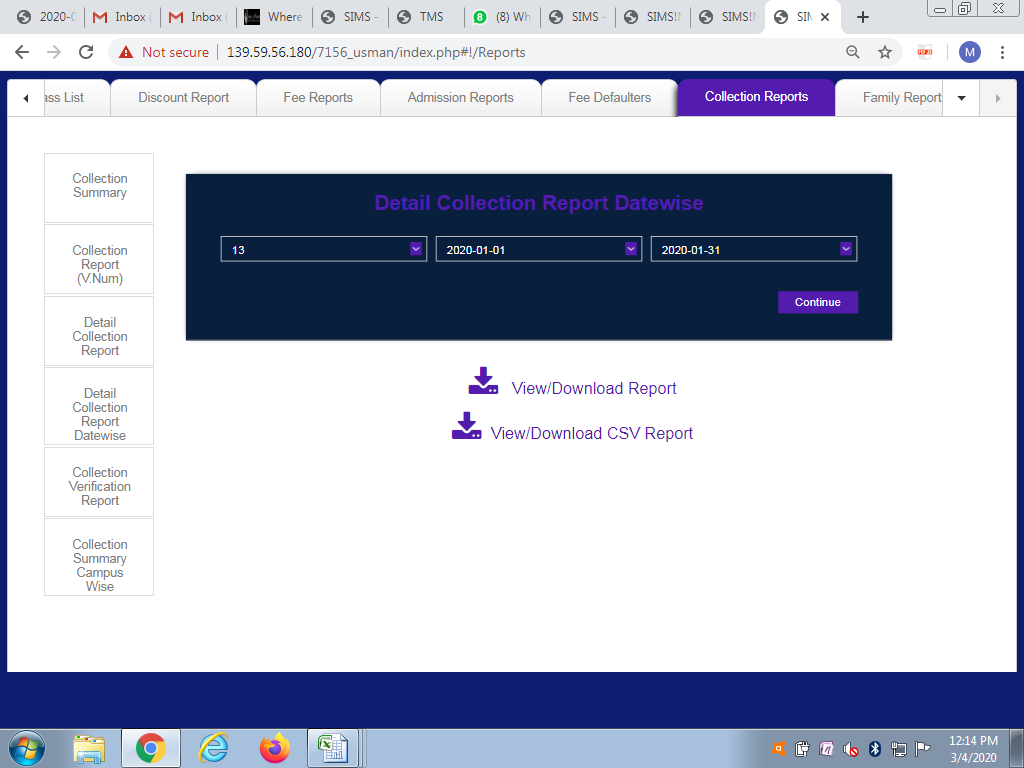 2020-0
Inbox (
Inbox (
Where
SIMS -
TMS
(8) Wh
SIMS -
SIMS!!
SIMS!!
SIM
Not secure
139.59.56.180/7156_usman/index.php#!/Reports
M
ass List
Discount Report
Fee Reports
Admission Reports
Fee Defaulters
Collection Reports
Family Report
Collection
Summary
Collection
Report
(V.Num)
Detail
Collection
Report
Detail
Collection
Report
Datewise
Collection
Verification
Report
Collection
Summary
Campus
Wise
Detail Collection Report Datewise
13
2020-01-01
2020-01-31
Continue
View/Download Report
View/Download CSV Report
12:14 PM
3/4/2020